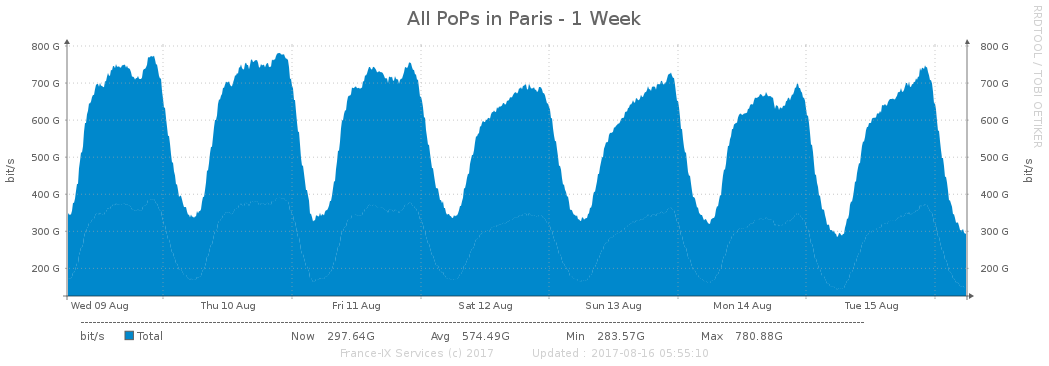 All PoPs in Paris - 1 Week
RRDTOOL / TOBI OETIKER
800 G 800 G
700 G 700 G
600 G 600 G
500 G 500 G
400 G 400 G
300 G 300 G
200 G 200 G
bit/s
bit/s
Wed 09 Aug Thu 10 Aug Fri 11 Aug Sat 12 Aug Sun 13 Aug Mon 14 Aug Tue 15 Aug
bit/s Total Now 297.64G Avg 574.49G Min 283.57G Max 780.88G
France-IX Services (c) 2017 Updated : 2017-08-16 05:55:10